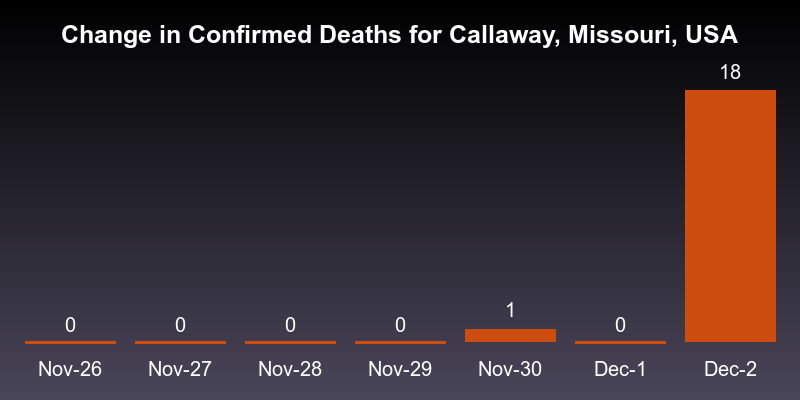 Change in Confirmed Deaths for Callaway, Missouri, USA
18
0 0 0 0 1 0
Nov-26 Nov-27 Nov-28 Nov-29 Nov-30 Dec-1 Dec-2